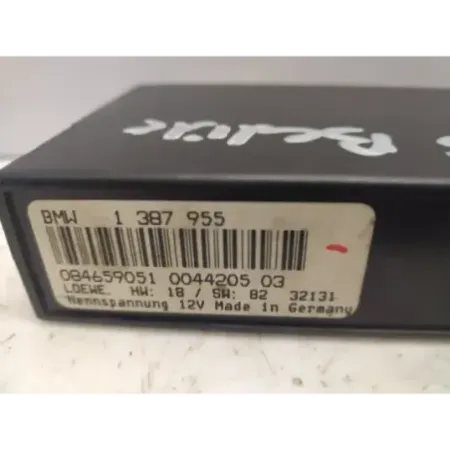 BMW 1 387 955
084659051 0044205 03
LOEWE. HW: 18 / SW: 82 32131
Nennspannung 12V Made in Germany